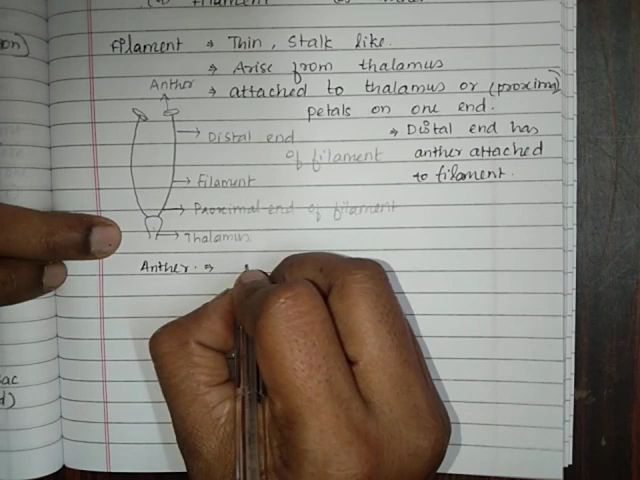 Filament → Thin, Stalk like.
→ Arise from thalamus
Anther → attached to thalamus or (proximal)
petals on one end.
→ Distal end → Distal end has
of filament anther attached
→ Filament to filament.
→ Proximal end of filament
→ Thalamus
Anther. →